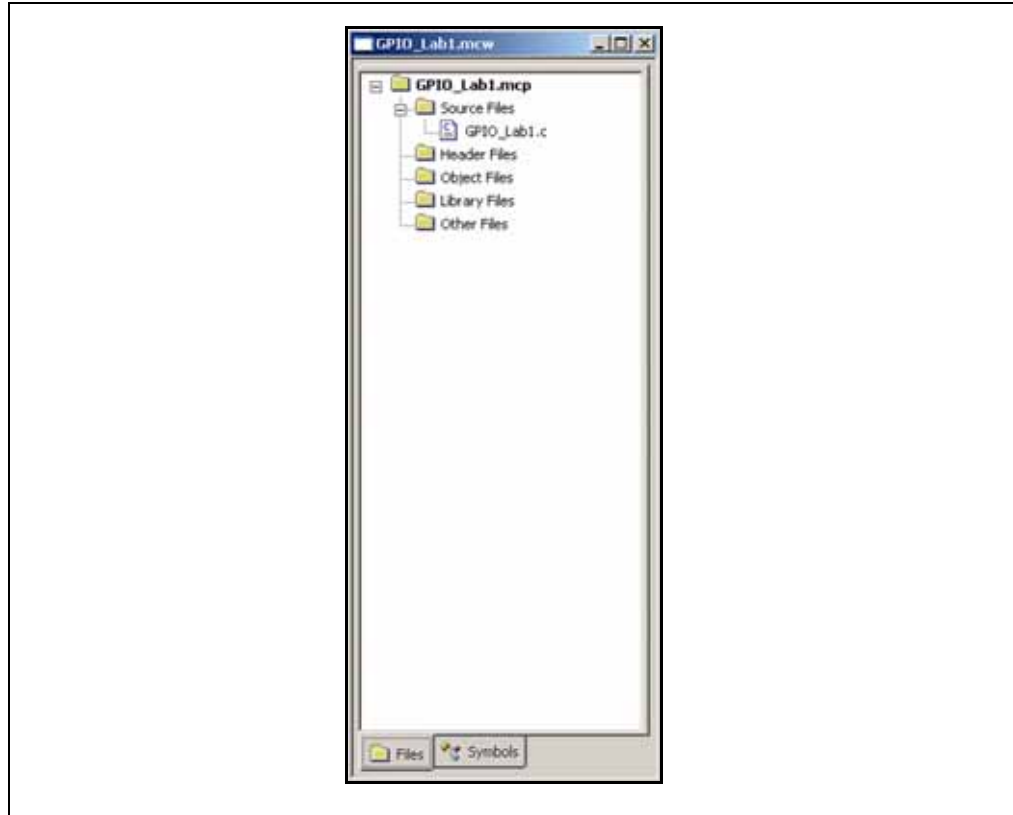 GPIO_Lab1.mcw
GPIO_Lab1.mcp
Source Files
GPIO_Lab1.c
Header Files
Object Files
Library Files
Other Files
Files
Symbols